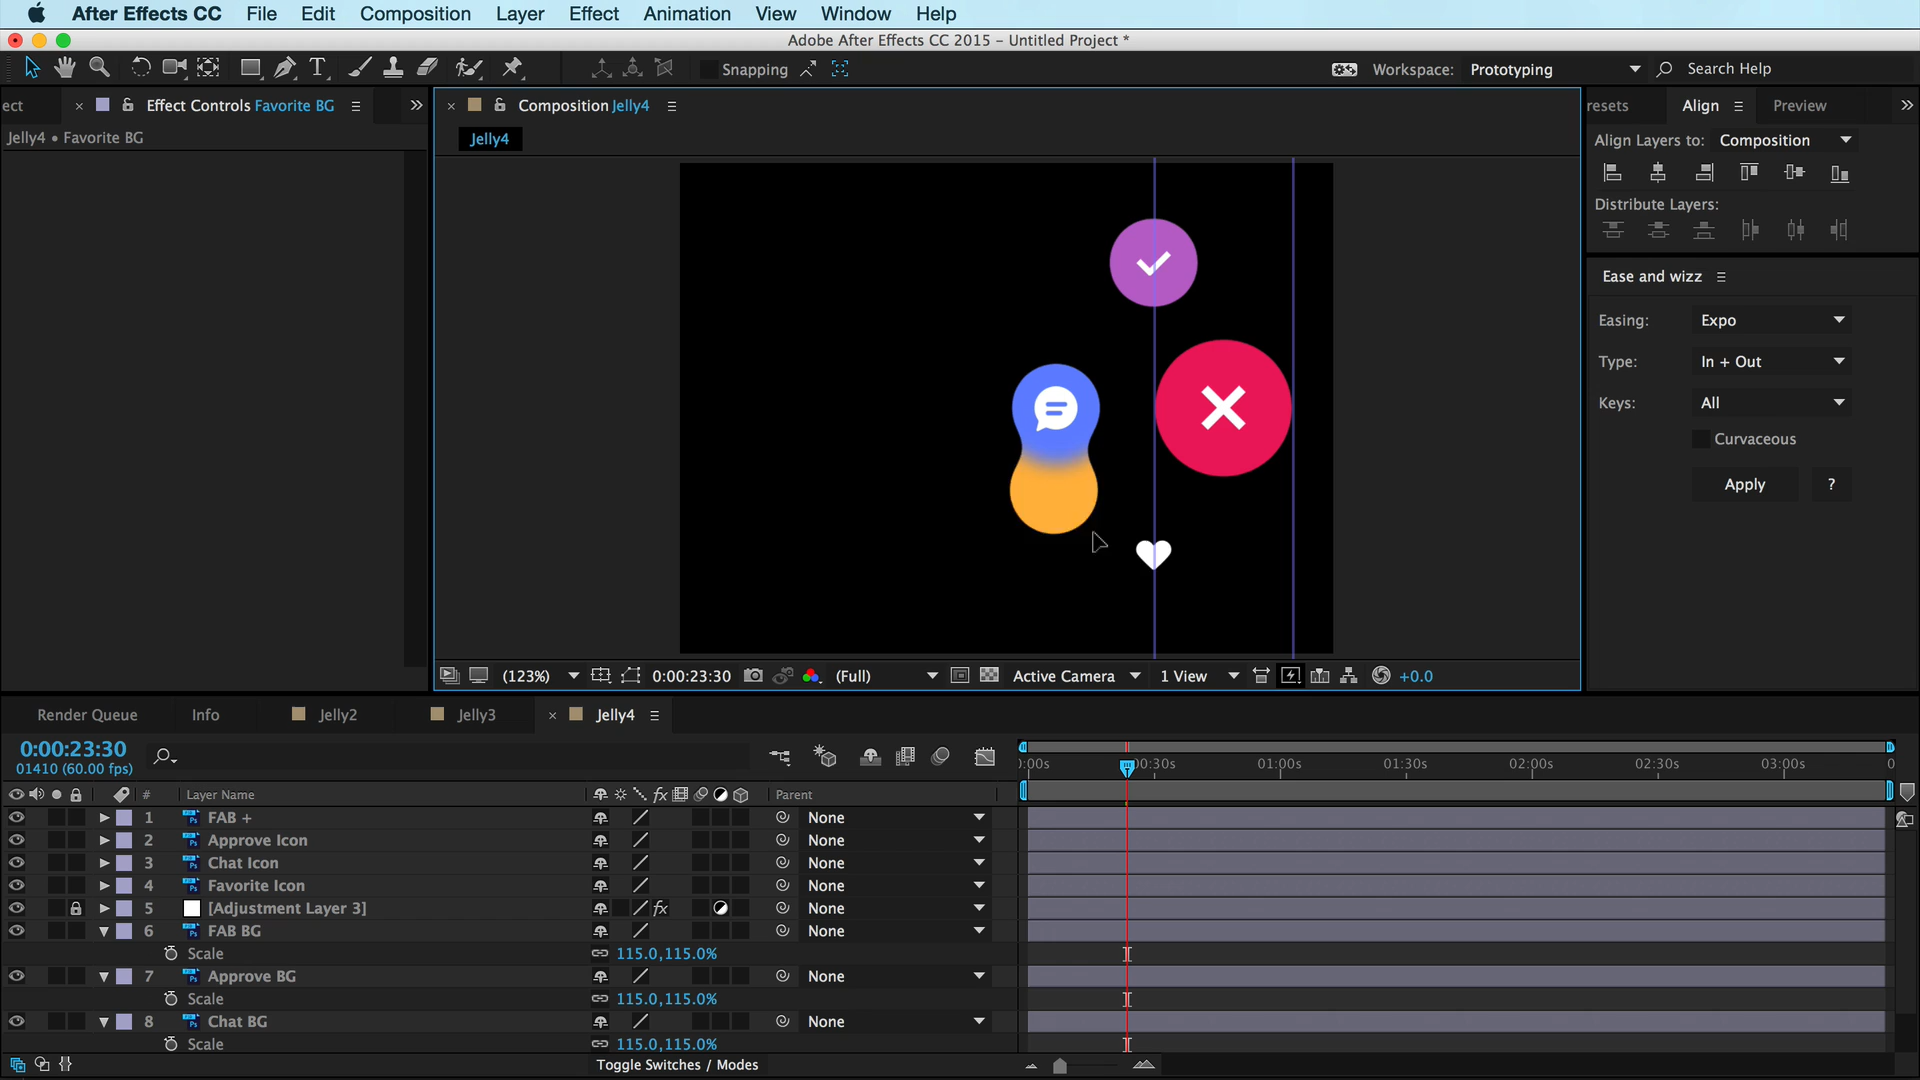 After Effects CC File Edit Composition Layer Effect Animation View Window Help
Adobe After Effects CC 2015 – Untitled Project *
Snapping
Workspace: Prototyping
Search Help
ect
Effect Controls Favorite BG
Composition Jelly4
resets
Align
Preview
Jelly4 • Favorite BG
Jelly4
Align Layers to: Composition
Distribute Layers:
Ease and wizz
Easing: Expo
Type: In + Out
Keys: All
Curvaceous
Apply ?
(123%) 0:00:23:30 (Full) Active Camera 1 View +0.0
Render Queue Info Jelly2 Jelly3 Jelly4
0:00:23:30
01410 (60.00 fps)
):00s 00:30s 01:00s 01:30s 02:00s 02:30s 03:00s 0
# Layer Name fx Parent
1 FAB + None
2 Approve Icon None
3 Chat Icon None
4 Favorite Icon None
5 [Adjustment Layer 3] fx None
6 FAB BG None
Scale 115.0,115.0%
7 Approve BG None
Scale 115.0,115.0%
8 Chat BG None
Scale 115.0,115.0%
Toggle Switches / Modes